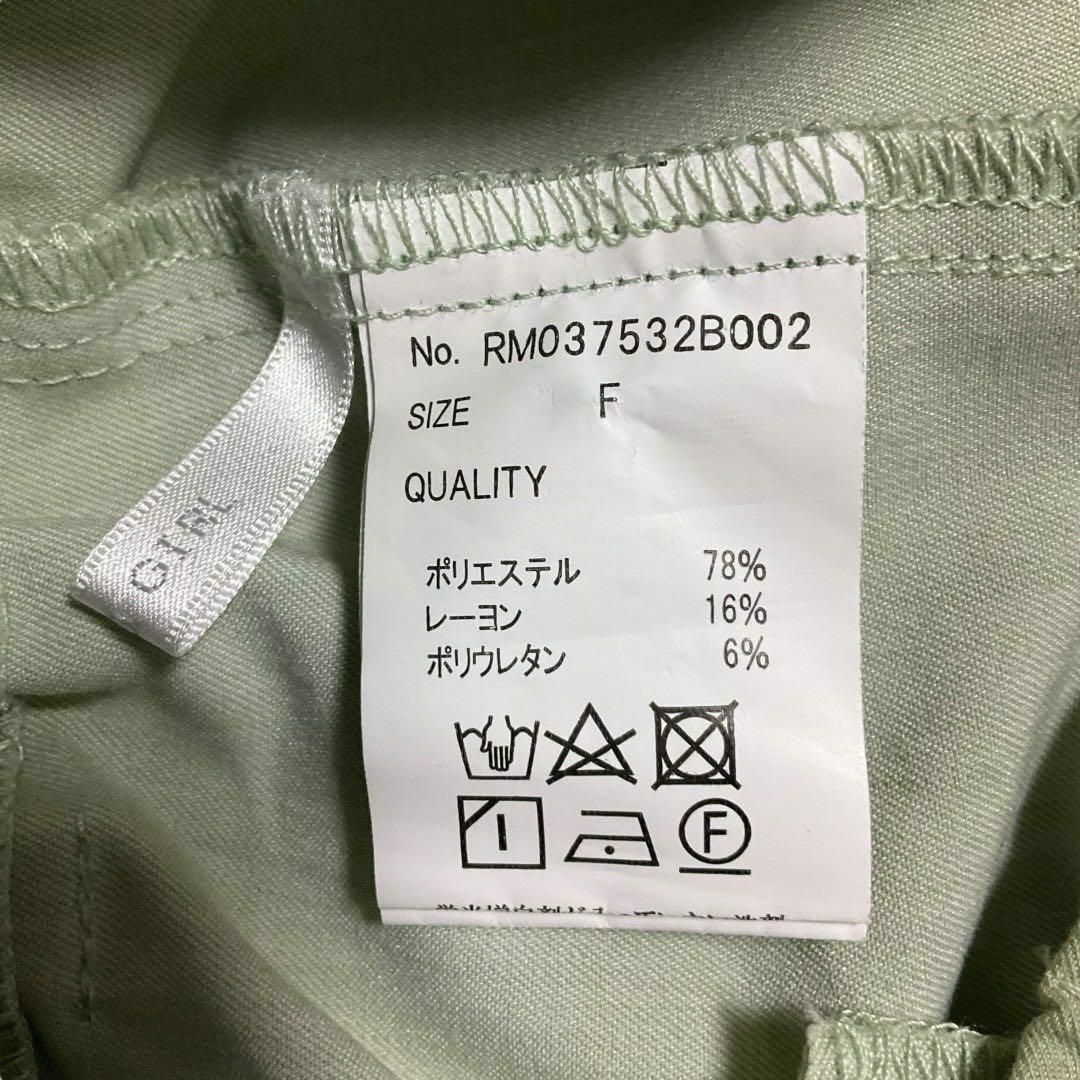 No. RM037532B002
SIZE F
QUALITY
ポリエステル 78%
レーヨン 16%
ポリウレタン 6%
F
GIRL